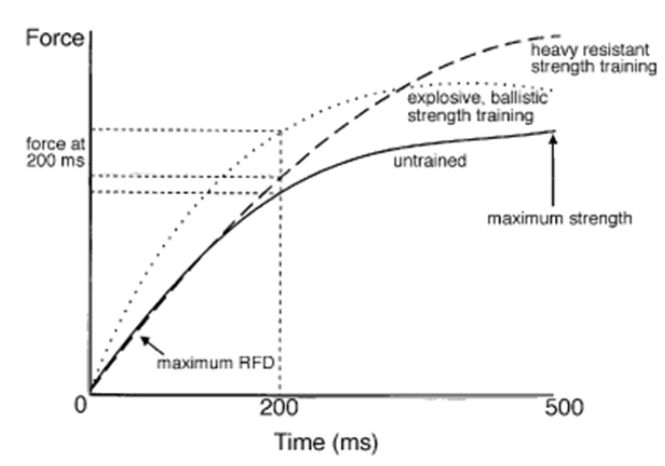 Force
heavy resistant
strength training
explosive, ballistic
strength training
force at
200 ms
untrained
maximum strength
maximum RFD
0
200
500
Time (ms)